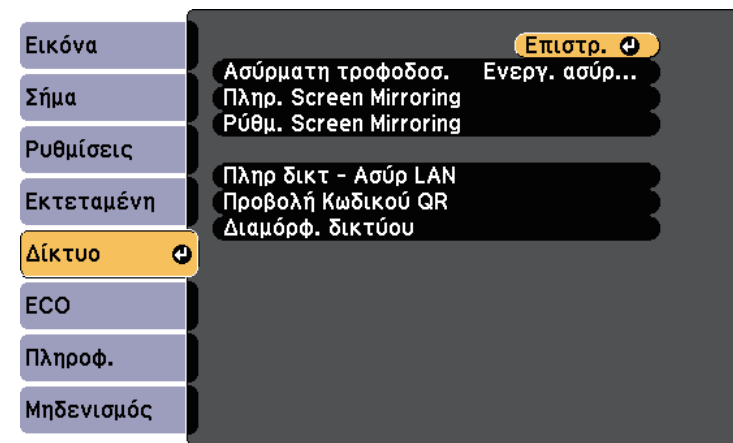 Εικόνα
Σήμα
Ρυθμίσεις
Εκτεταμένη
Δίκτυο
ECO
Πληροφ.
Μηδενισμός
Επιστρ.
Ασύρματη τροφοδοσ. Ενεργ. ασύρ...
Πληρ. Screen Mirroring
Ρύθμ. Screen Mirroring
Πληρ δικτ - Ασύρ LAN
Προβολή Κωδικού QR
Διαμόρφ. δικτύου